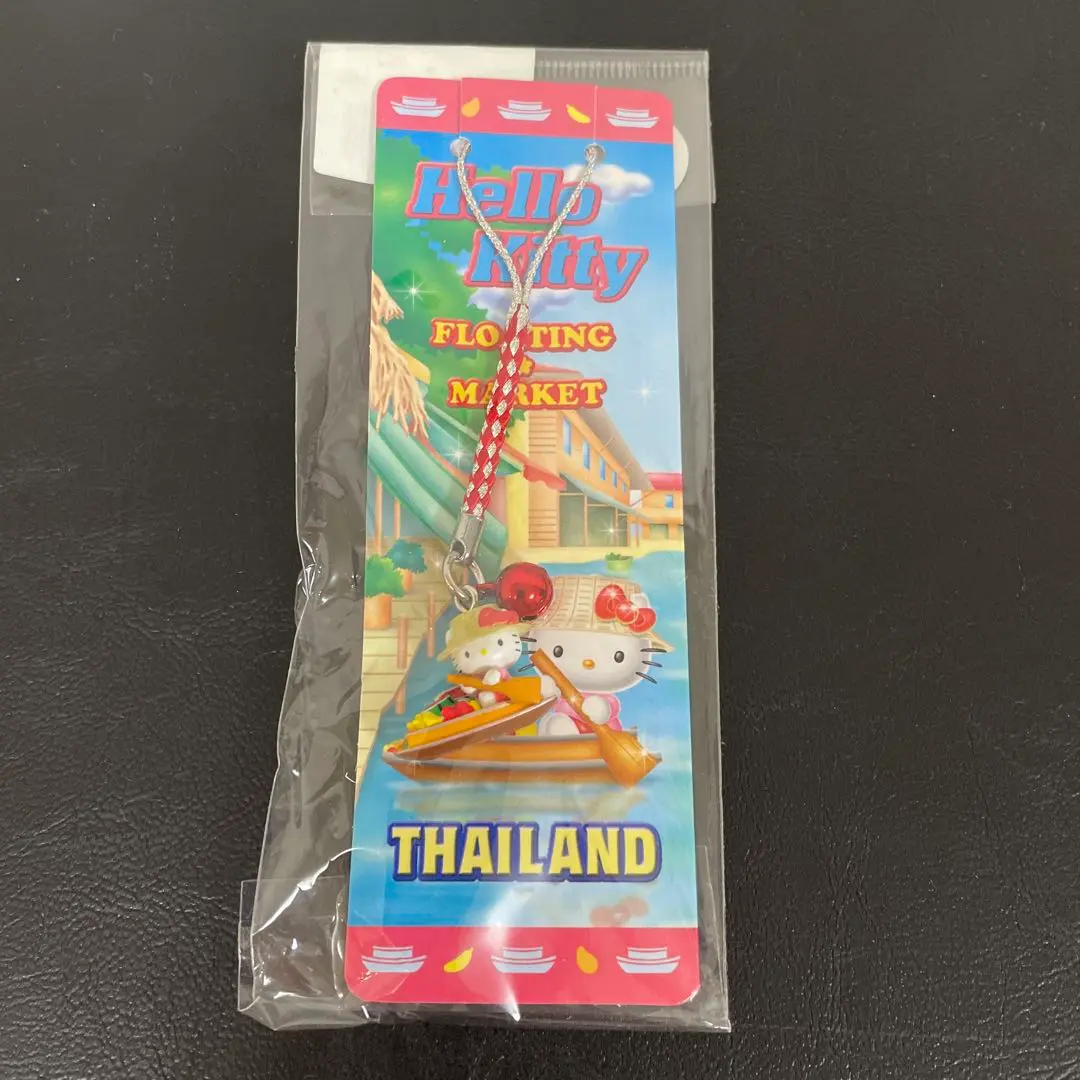 Hello
Kitty
FLOATING
MARKET
THAILAND